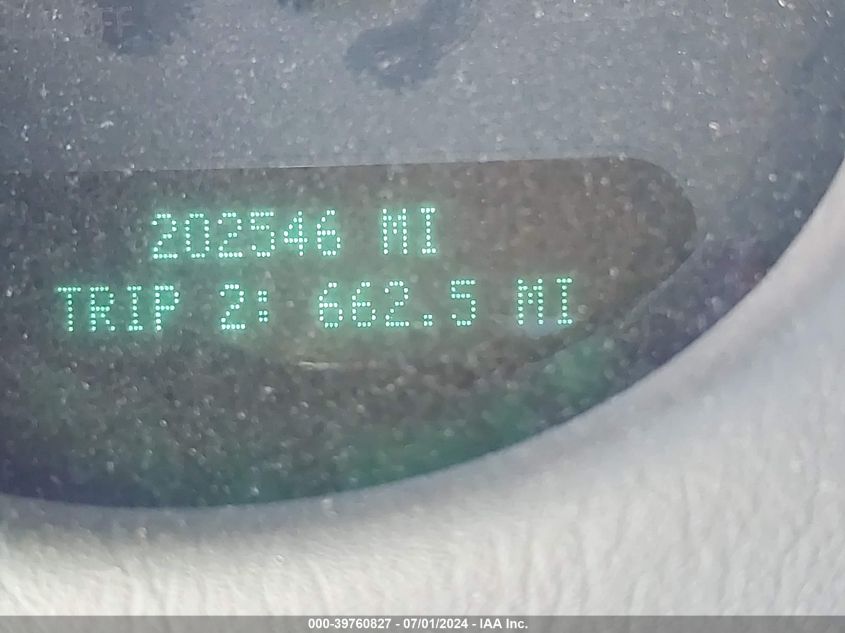 202546 MI
TRIP 2: 662.5 MI
000-39760827 - 07/01/2024 - IAA Inc.